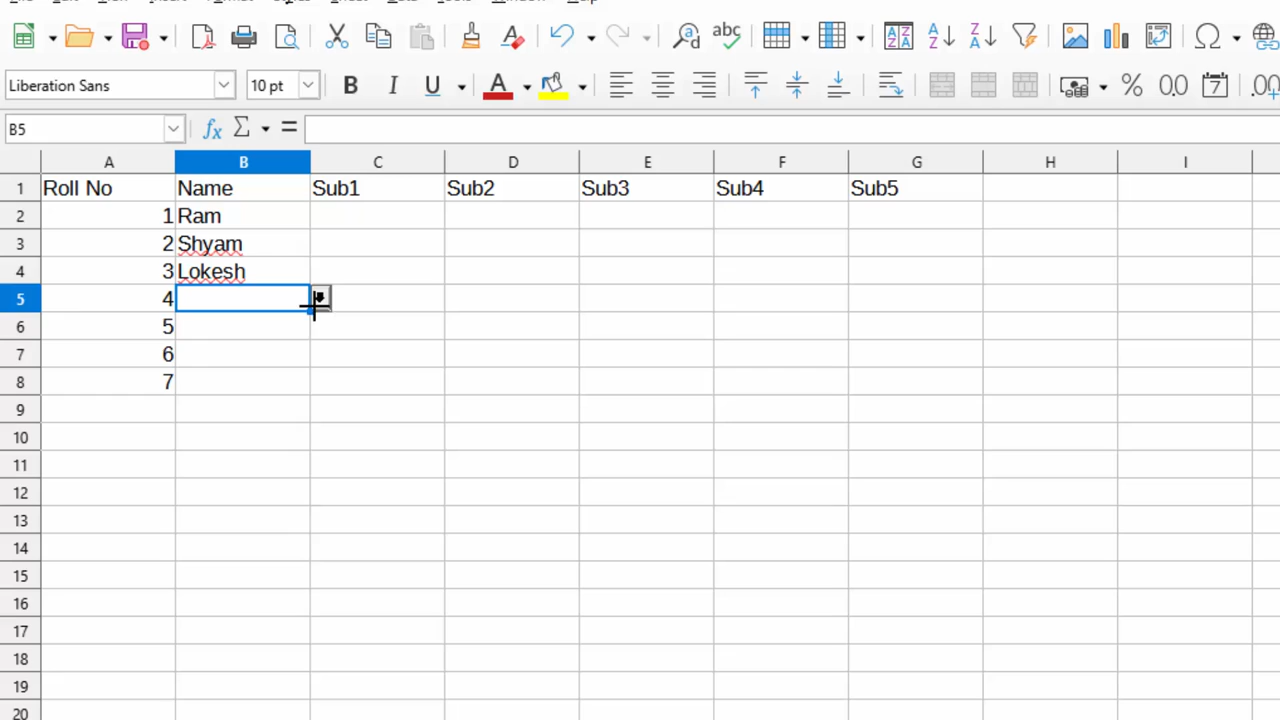 Liberation Sans 10 pt B I U A
B5 fx Σ =
A B C D E F G H I
1 Roll No Name Sub1 Sub2 Sub3 Sub4 Sub5
2 1 Ram
3 2 Shyam
4 3 Lokesh
5 4
6 5
7 6
8 7
9
10
11
12
13
14
15
16
17
18
19
20